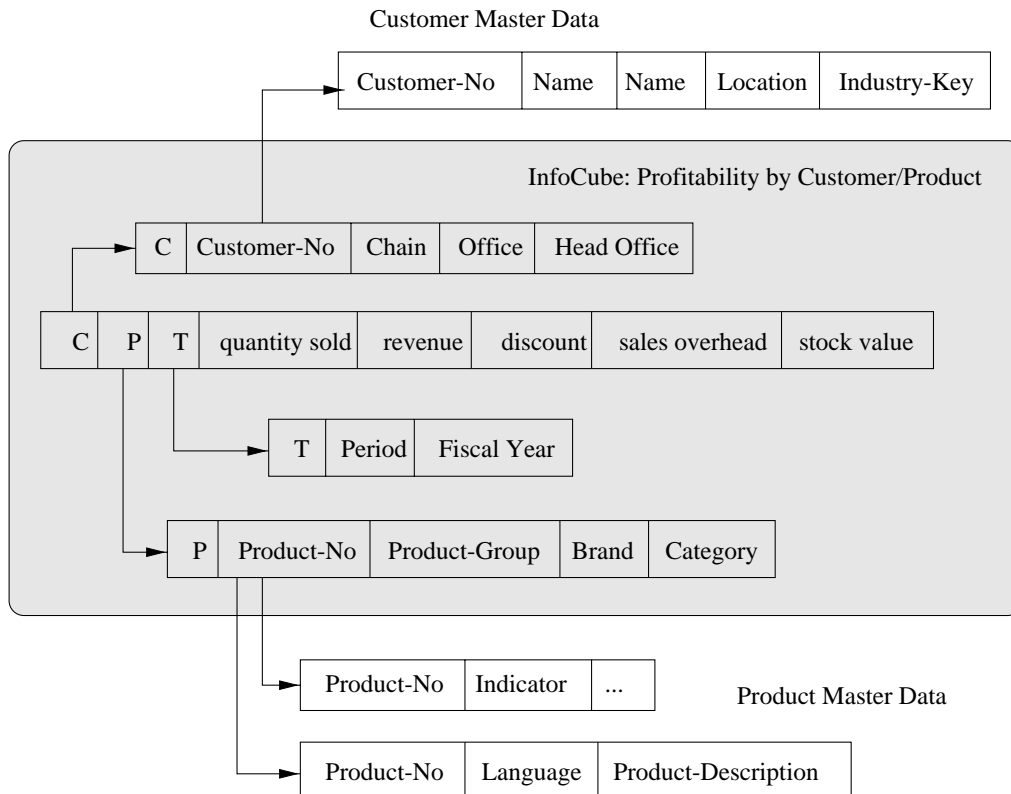 Customer Master Data
Customer-No Name Name Location Industry-Key
InfoCube: Profitability by Customer/Product
C Customer-No Chain Office Head Office
C P T quantity sold revenue discount sales overhead stock value
T Period Fiscal Year
P Product-No Product-Group Brand Category
Product-No Indicator ...
Product Master Data
Product-No Language Product-Description